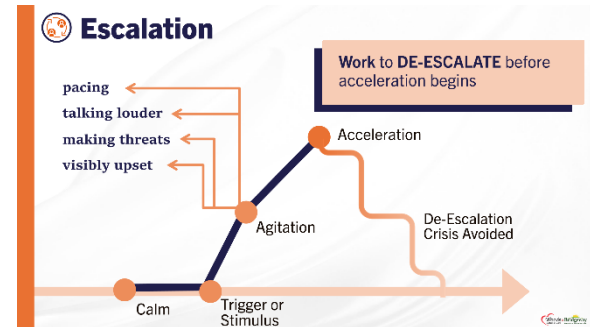 Escalation
Work to DE-ESCALATE before
acceleration begins
pacing
talking louder
making threats
visibly upset
Acceleration
Agitation
De-Escalation
Crisis Avoided
Calm
Trigger or
Stimulus